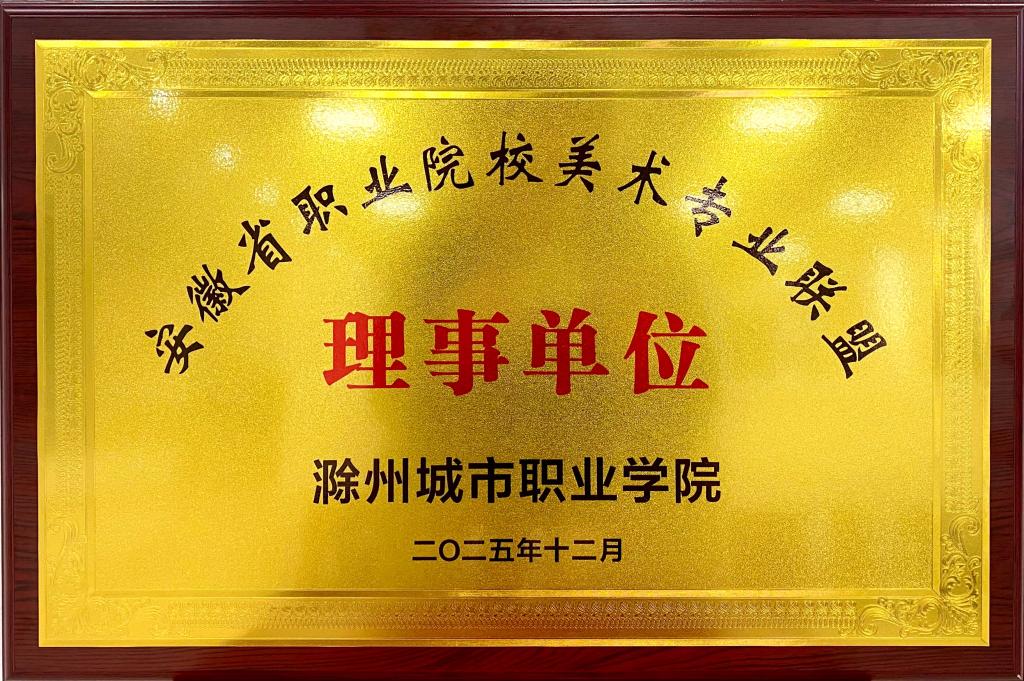 安徽省职业院校美术专业联盟
理事单位
滁州城市职业学院
二〇二五年十二月